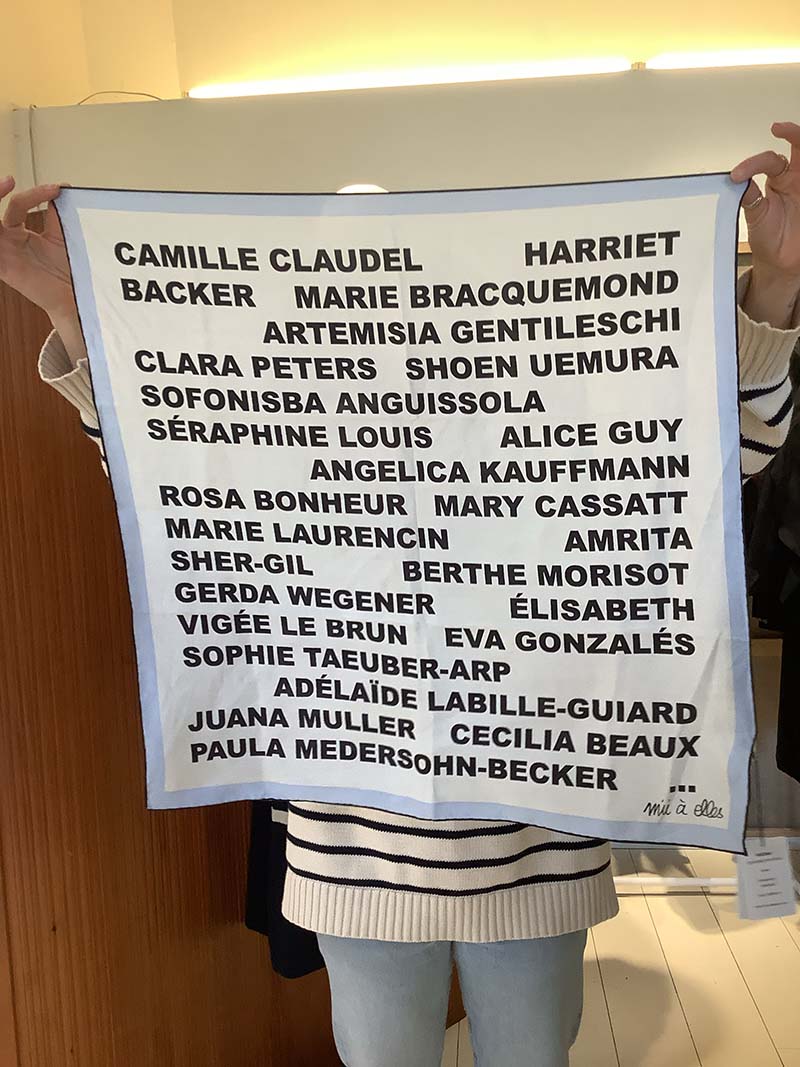 CAMILLE CLAUDEL HARRIET
BACKER MARIE BRACQUEMOND
ARTEMISIA GENTILESCHI
CLARA PETERS SHOEN UEMURA
SOFONISBA ANGUISSOLA
SÉRAPHINE LOUIS ALICE GUY
ANGELICA KAUFFMANN
ROSA BONHEUR MARY CASSATT
MARIE LAURENCIN AMRITA
SHER-GIL BERTHE MORISOT
GERDA WEGENER ÉLISABETH
VIGÉE LE BRUN EVA GONZALÉS
SOPHIE TAEUBER-ARP
ADÉLAÏDE LABILLE-GUIARD
JUANA MULLER CECILIA BEAUX
PAULA MEDERSOHN-BECKER ...
mii à elles